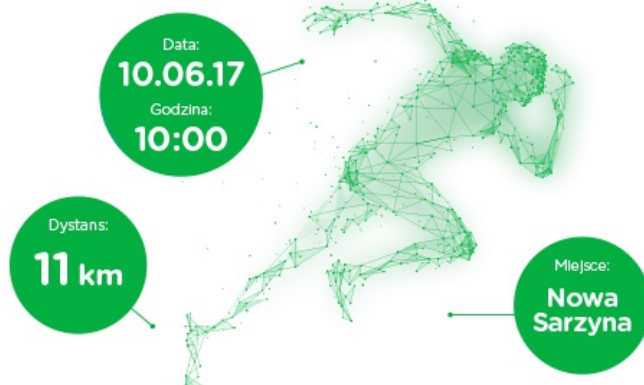 Data:
10.06.17
Godzina:
10:00
Dystans:
11 km
Miejsce:
Nowa
Sarzyna